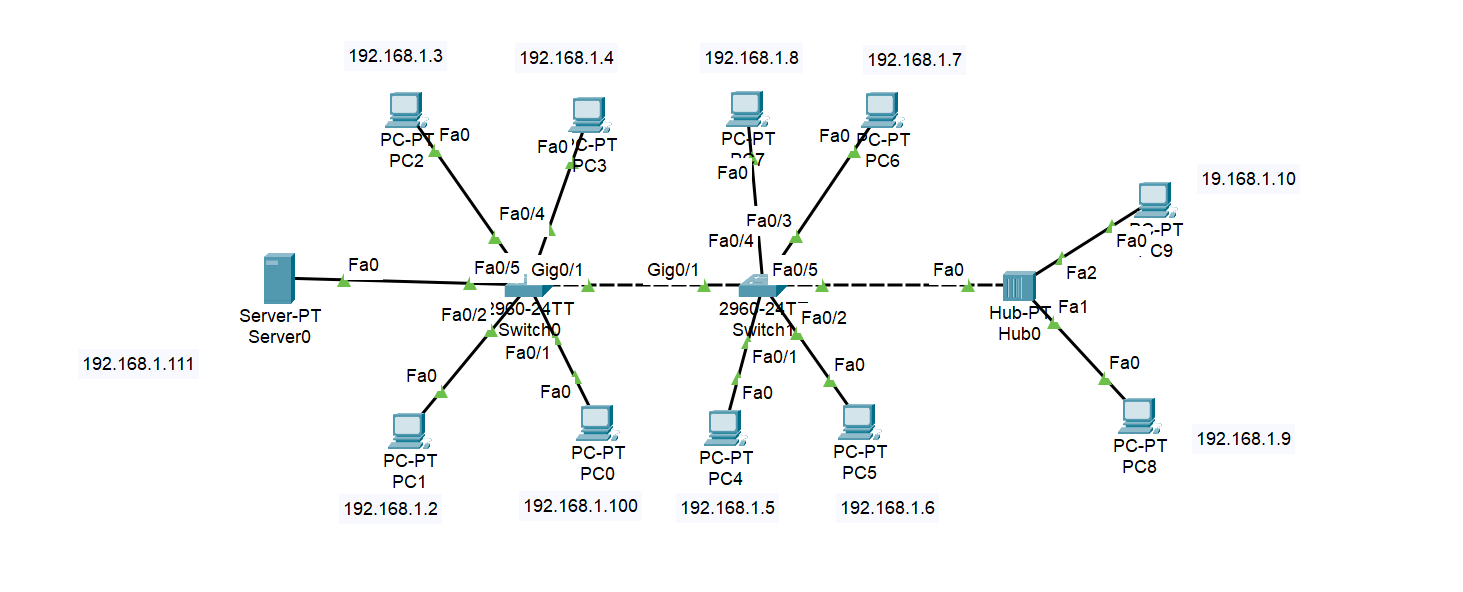 192.168.1.3
192.168.1.4
192.168.1.8
192.168.1.7
PC-PT
PC2
Fa0
Fa0
PC-PT
PC3
PC-PT
PC7
Fa0
Fa0
PC-PT
PC6
19.168.1.10
Fa0/4
Fa0/3
Fa0/4
PC-PT
Fa0
C9
Fa0
Fa0/5
Gig0/1
Gig0/1
Fa0/5
Fa0
Fa2
Server-PT
Server0
Fa0/2
2960-24TT
Switch0
2960-24TT
Switch1
Fa0/2
Hub-PT
Hub0
Fa1
Fa0/1
Fa0/1
192.168.1.111
Fa0
Fa0
Fa0
Fa0
Fa0
PC-PT
PC1
PC-PT
PC0
PC-PT
PC4
PC-PT
PC5
PC-PT
PC8
192.168.1.9
192.168.1.2
192.168.1.100
192.168.1.5
192.168.1.6